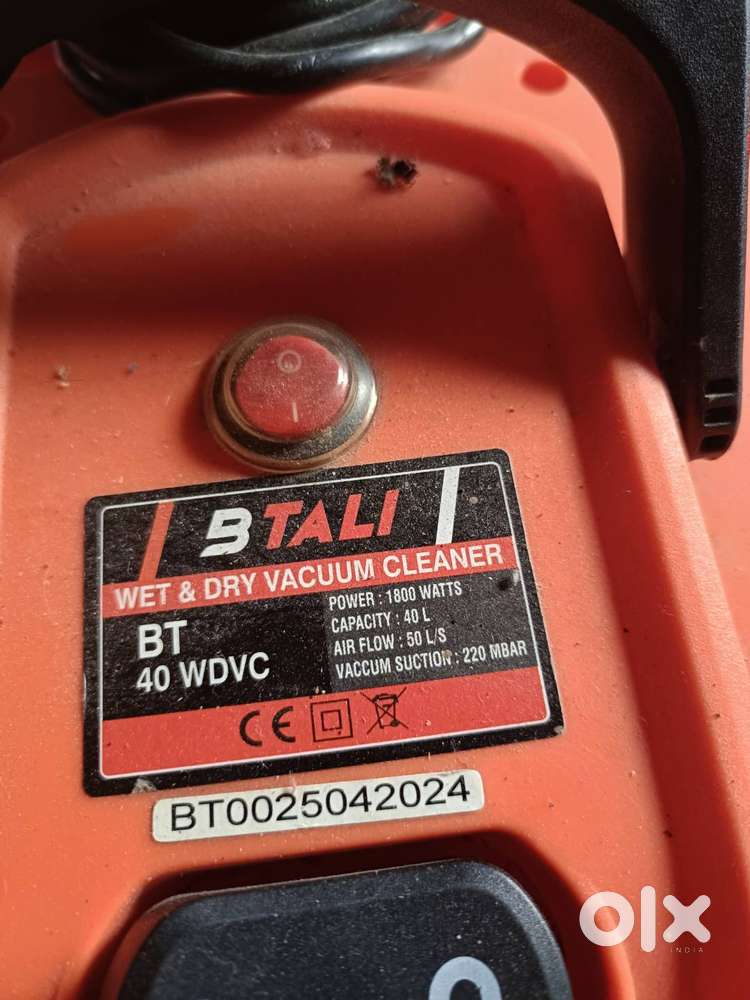 BTALI
WET & DRY VACUUM CLEANER
BT
40 WDVC
POWER : 1800 WATTS
CAPACITY : 40 L
AIR FLOW : 50 L/S
VACCUM SUCTION : 220 MBAR
CE
BT0025042024
olx
INDIA